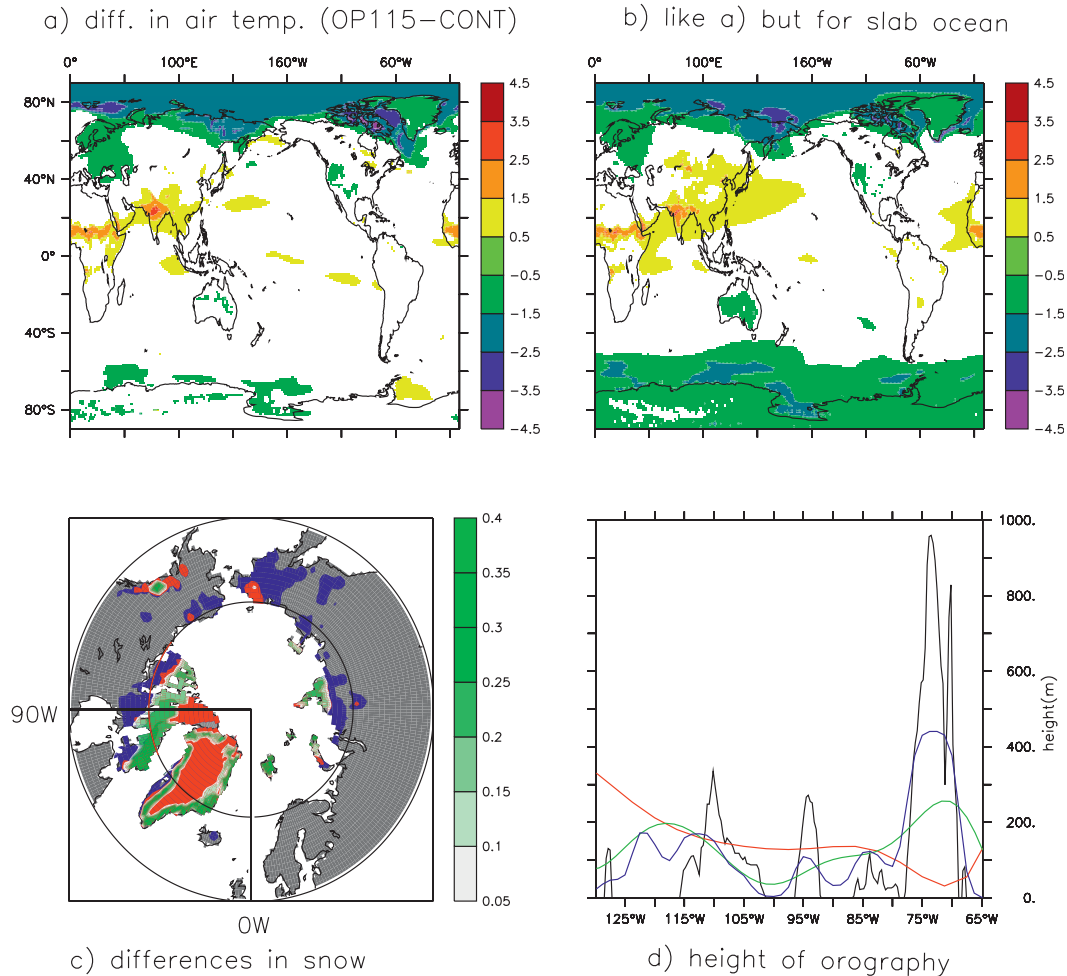 a) diff. in air temp. (OP115-CONT)
b) like a) but for slab ocean
0° 100°E 160°W 60°W
0° 100°E 160°W 60°W
80°N
40°N
0°
40°S
80°S
4.5
3.5
2.5
1.5
0.5
-0.5
-1.5
-2.5
-3.5
-4.5
4.5
3.5
2.5
1.5
0.5
-0.5
-1.5
-2.5
-3.5
-4.5
90W
0W
0.4
0.35
0.3
0.25
0.2
0.15
0.1
0.05
1000.
800.
600.
400.
200.
0.
height(m)
125°W 115°W 105°W 95°W 85°W 75°W 65°W
c) differences in snow
d) height of orography